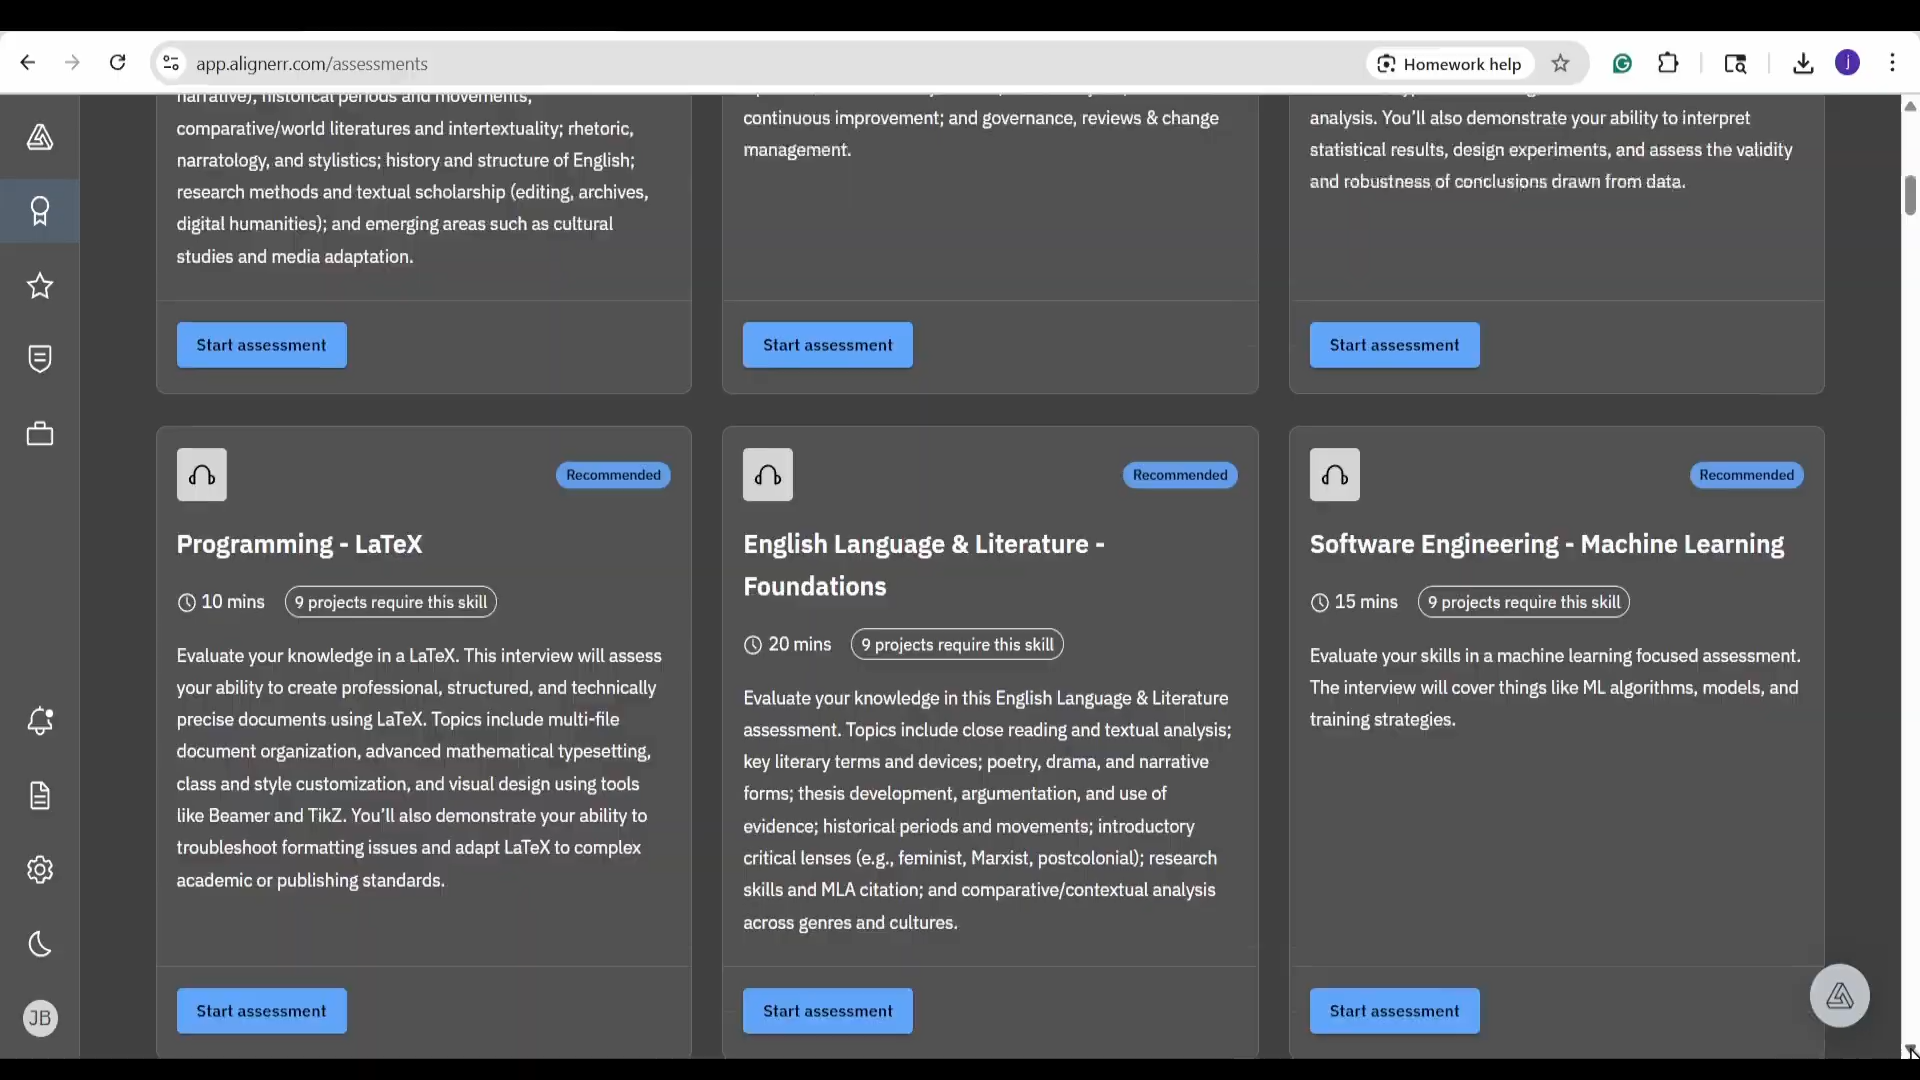 app.alignerr.com/assessments
Homework help
narrative); historical periods and movements,
comparative/world literatures and intertextuality; rhetoric,
narratology, and stylistics; history and structure of English;
research methods and textual scholarship (editing, archives,
digital humanities); and emerging areas such as cultural
studies and media adaptation.
Start assessment
continuous improvement; and governance, reviews & change
management.
Start assessment
analysis. You’ll also demonstrate your ability to interpret
statistical results, design experiments, and assess the validity
and robustness of conclusions drawn from data.
Start assessment
Recommended
Programming - LaTeX
10 mins
9 projects require this skill
Evaluate your knowledge in a LaTeX. This interview will assess
your ability to create professional, structured, and technically
precise documents using LaTeX. Topics include multi-file
document organization, advanced mathematical typesetting,
class and style customization, and visual design using tools
like Beamer and TikZ. You’ll also demonstrate your ability to
troubleshoot formatting issues and adapt LaTeX to complex
academic or publishing standards.
Start assessment
Recommended
English Language & Literature -
Foundations
20 mins
9 projects require this skill
Evaluate your knowledge in this English Language & Literature
assessment. Topics include close reading and textual analysis;
key literary terms and devices; poetry, drama, and narrative
forms; thesis development, argumentation, and use of
evidence; historical periods and movements; introductory
critical lenses (e.g., feminist, Marxist, postcolonial); research
skills and MLA citation; and comparative/contextual analysis
across genres and cultures.
Start assessment
Recommended
Software Engineering - Machine Learning
15 mins
9 projects require this skill
Evaluate your skills in a machine learning focused assessment.
The interview will cover things like ML algorithms, models, and
training strategies.
Start assessment
JB
J